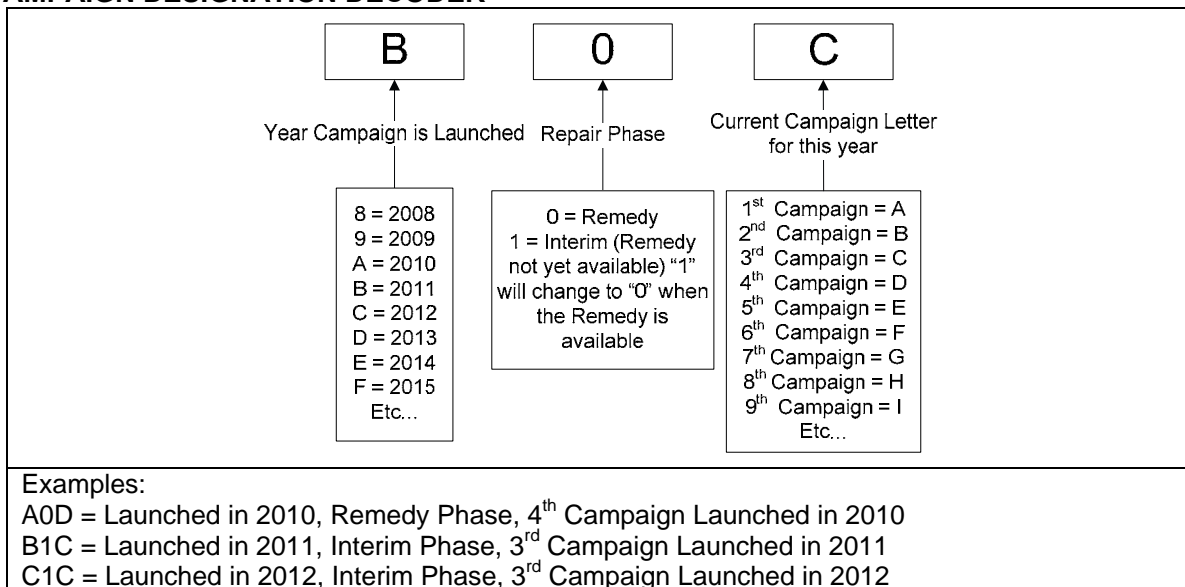 B 0 C
Year Campaign is Launched
Repair Phase
Current Campaign Letter
for this year
8 = 2008
9 = 2009
A = 2010
B = 2011
C = 2012
D = 2013
E = 2014
F = 2015
Etc...
0 = Remedy
1 = Interim (Remedy
not yet available) “1”
will change to “0” when
the Remedy is
available
1st Campaign = A
2nd Campaign = B
3rd Campaign = C
4th Campaign = D
5th Campaign = E
6th Campaign = F
7th Campaign = G
8th Campaign = H
9th Campaign = I
Etc...
Examples:
A0D = Launched in 2010, Remedy Phase, 4th Campaign Launched in 2010
B1C = Launched in 2011, Interim Phase, 3rd Campaign Launched in 2011
C1C = Launched in 2012, Interim Phase, 3rd Campaign Launched in 2012